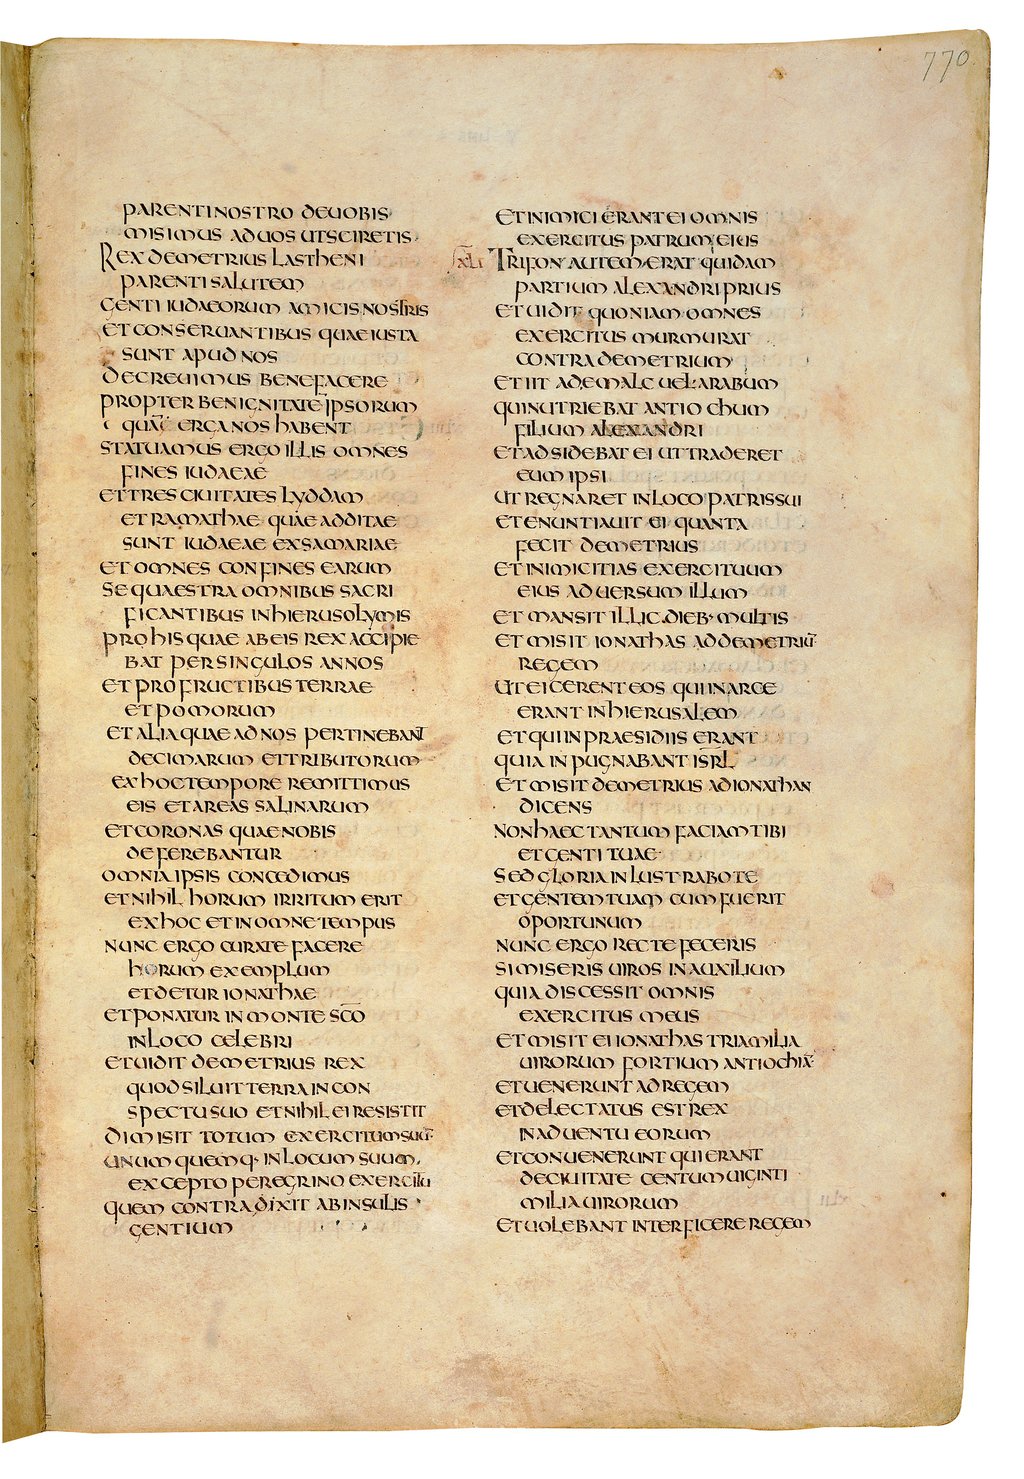 770
PARENTI NOSTRO DE UOBIS
MISIMUS AD UOS UT SCIRETIS
REX DEMETRIUS LASTHENI
PARENTI SALUTEM
GENTI IUDAEORUM AMICIS NOSTRIS
ET CONSERUANTIBUS QUAE IUSTA
SUNT APUD NOS
DECREUIMUS BENEFACERE
PROPTER BENIGNITATĒ IPSORUM
QUĀ ERGA NOS HABENT
STATUAMUS ERGO ILLIS OMNES
FINES IUDAEAE
ET TRES CIUITATES LYDDAM
ET RAMATHAE QUAE ADDITAE
SUNT IUDAEAE EX SAMARIAE
ET OMNES CONFINES EARUM
SEQUAESTRA OMNIBUS SACRI
FICANTIBUS IN HIERUSOLYMIS
PRO HIS QUAE AB EIS REX ACCIPIE
BAT PER SINGULOS ANNOS
ET PRO FRUCTIBUS TERRAE
ET POMORUM
ET ALIA QUAE AD NOS PERTINEBANT
DECIMARUM ET TRIBUTORUM
EX HOC TEMPORE REMITTIMUS
EIS ET AREAS SALINARUM
ET CORONAS QUAE NOBIS
DEFEREBANTUR
OMNIA IPSIS CONCEDIMUS
ET NIHIL HORUM IRRITUM ERIT
EX HOC ET IN OMNE TEMPUS
NUNC ERGO CURATE FACERE
HORUM EXEMPLUM
ET DETUR IONATHAE
ET PONATUR IN MONTE SC̅O
IN LOCO CELEBRI
ET UIDIT DEMETRIUS REX
QUOD SILUIT TERRA IN CON
SPECTU SUO ET NIHIL EI RESISTIT
DIMISIT TOTUM EXERCITUM SUŪ
UNUMQUEMQ· IN LOCUM SUUM
EXCEPTO PEREGRINO EXERCITU
QUEM CONTRADIXIT AB INSULIS
GENTIUM
ET INIMICI ERANT EI OMNIS
EXERCITUS PATRUM EIUS
XLI TRIFON AUTEM ERAT QUIDAM
PARTIUM ALEXANDRI PRIUS
ET UIDIT QUONIAM OMNES
EXERCITUS MURMURAT
CONTRA DEMETRIUM
ET IIT AD EMALCUEL ARABUM
QUI NUTRIEBAT ANTIOCHUM
FILIUM ALEXANDRI
ET ADSIDEBAT EI UT TRADERET
EUM IPSI
UT REGNARET IN LOCO PATRIS SUI
ET ENUNTIAUIT EI QUANTA
FECIT DEMETRIUS
ET INIMICITIAS EXERCITUUM
EIUS ADUERSUM ILLUM
ET MANSIT ILLIC DIEB· MULTIS
ET MISIT IONATHAS AD DEMETRIŪ
REGEM
UT EICERENT EOS QUI IN ARCE
ERANT IN HIERUSALEM
ET QUI IN PRAESIDIIS ERANT
QUIA INPUGNABANT IS̅R̅L
ET MISIT DEMETRIUS AD IONATHAN
DICENS
NON HAEC TANTUM FACIAM TIBI
ET GENTI TUAE
SED GLORIA INLUSTRABO TE
ET GENTEM TUAM CUM FUERIT
OPORTUNUM
NUNC ERGO RECTE FECERIS
SI MISERIS UIROS IN AUXILIUM
QUIA DISCESSIT OMNIS
EXERCITUS MEUS
ET MISIT EI IONATHAS TRIA MILIA
UIRORUM FORTIUM ANTIOCHIĀ
ET UENERUNT AD REGEM
ET DELECTATUS EST REX
IN ADUENTU EORUM
ET CONUENERUNT QUI ERANT
DE CIUITATE CENTUM UIGINTI
MILIA UIRORUM
ET UOLEBANT INTERFICERE REGEM